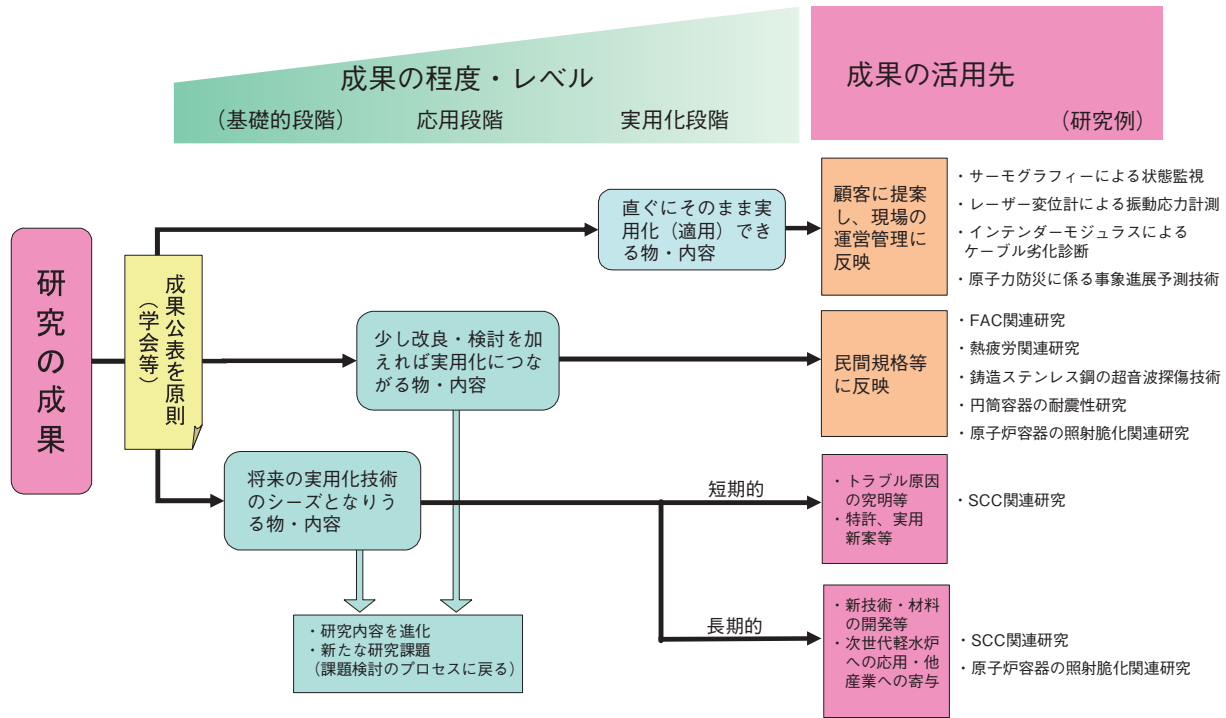 成果の程度・レベル
（基礎的段階）
応用段階
実用化段階
成果の活用先
（研究例）
研究の成果
成果公表を原則
（学会等）
直ぐにそのまま実
用化（適用）でき
る物・内容
顧客に提案
し、現場の
運営管理に
反映
・サーモグラフィーによる状態監視
・レーザー変位計による振動応力計測
・インテンダーモジュラスによる
ケーブル劣化診断
・原子力防災に係る事象進展予測技術
少し改良・検討を加
えれば実用化につな
がる物・内容
民間規格等
に反映
・FAC関連研究
・熱疲労関連研究
・鋳造ステンレス鋼の超音波探傷技術
・円筒容器の耐震性研究
・原子炉容器の照射脆化関連研究
将来の実用化技術
のシーズとなりう
る物・内容
短期的
・トラブル原因
の究明等
・特許、実用
新案等
・SCC関連研究
長期的
・新技術・材料
の開発等
・次世代軽水炉
への応用・他
産業への寄与
・SCC関連研究
・原子炉容器の照射脆化関連研究
・研究内容を進化
・新たな研究課題
（課題検討のプロセスに戻る）